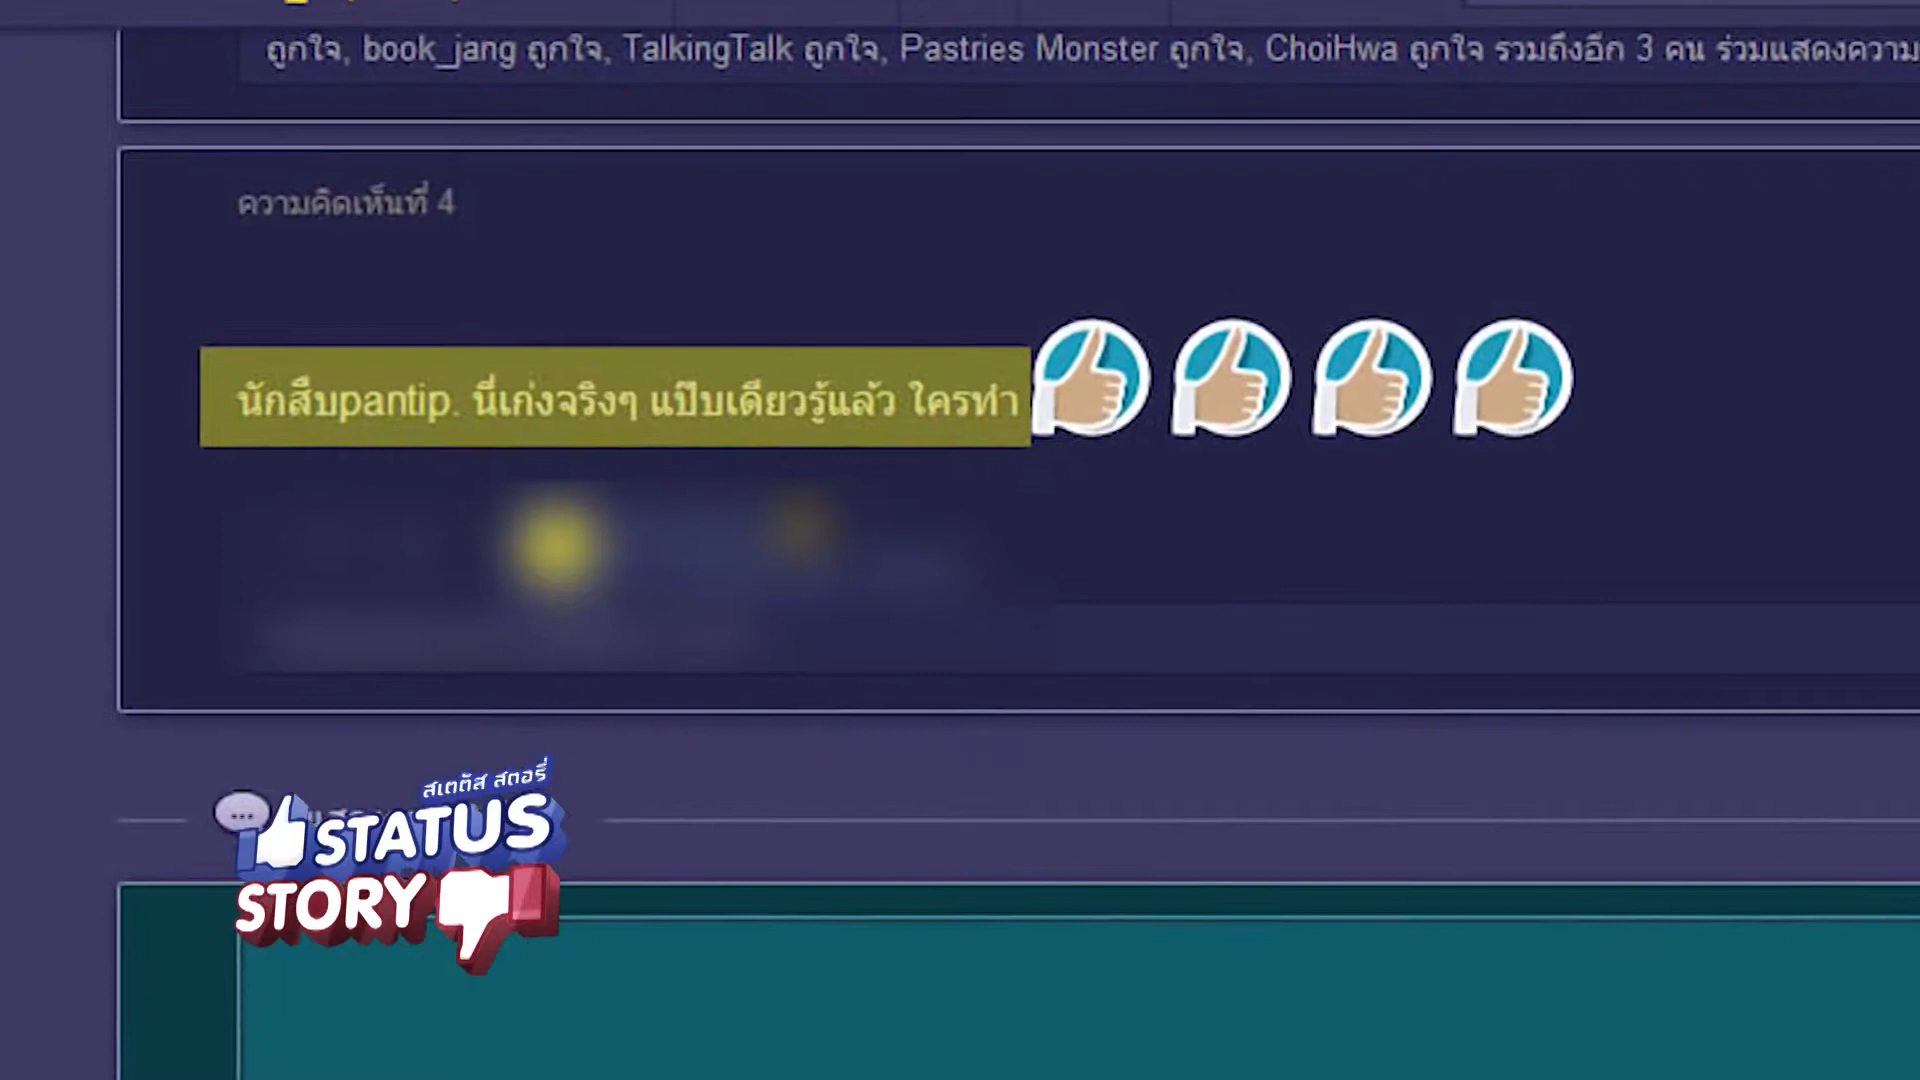 ถูกใจ, book_jang ถูกใจ, TalkingTalk ถูกใจ, Pastries Monster ถูกใจ, ChoiHwa ถูกใจ รวมถึงอีก 3 คน ร่วมแสดงความ
ความคิดเห็นที่ 4
นักสืบpantip. นี่เก่งจริงๆ แป๊บเดียวรู้แล้ว ใครทำ
สเตตัส สตอรี่
STATUS
STORY